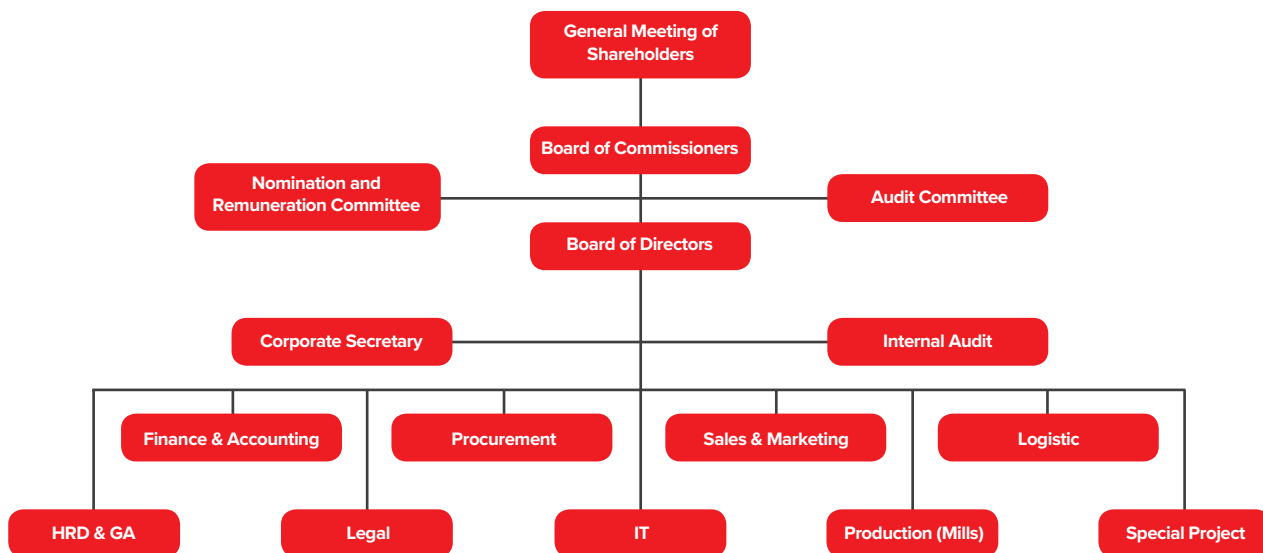 General Meeting of
Shareholders
Board of Commissioners
Nomination and
Remuneration Committee
Audit Committee
Board of Directors
Corporate Secretary
Internal Audit
Finance & Accounting
Procurement
Sales & Marketing
Logistic
HRD & GA
Legal
IT
Production (Mills)
Special Project